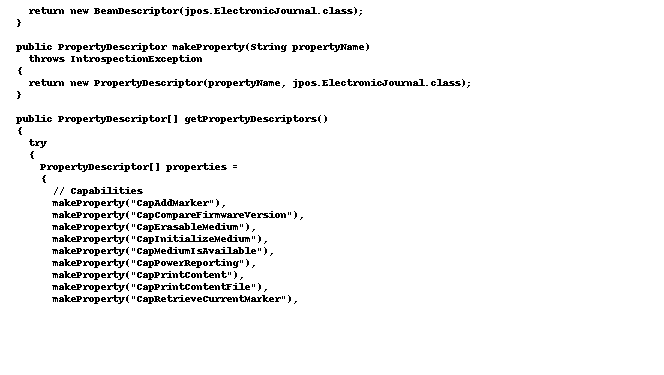 return new BeanDescriptor(jpos.ElectronicJournal.class);
}
public PropertyDescriptor makeProperty(String propertyName)
throws IntrospectionException
{
return new PropertyDescriptor(propertyName, jpos.ElectronicJournal.class);
}
public PropertyDescriptor[] getPropertyDescriptors()
{
try
{
PropertyDescriptor[] properties =
{
// Capabilities
makeProperty("CapAddMarker"),
makeProperty("CapCompareFirmwareVersion"),
makeProperty("CapErasableMedium"),
makeProperty("CapInitializeMedium"),
makeProperty("CapMediumIsAvailable"),
makeProperty("CapPowerReporting"),
makeProperty("CapPrintContent"),
makeProperty("CapPrintContentFile"),
makeProperty("CapRetrieveCurrentMarker"),